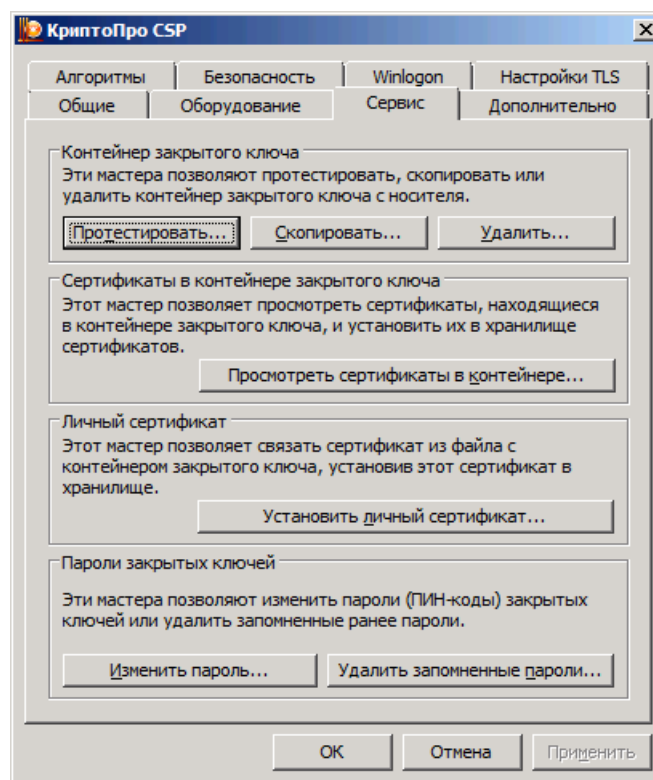 КриптоПро CSP
Алгоритмы Безопасность Winlogon Настройки TLS
Общие Оборудование Сервис Дополнительно
Контейнер закрытого ключа
Эти мастера позволяют протестировать, скопировать или
удалить контейнер закрытого ключа с носителя.
Протестировать... Скопировать... Удалить...
Сертификаты в контейнере закрытого ключа
Этот мастер позволяет просмотреть сертификаты, находящиеся
в контейнере закрытого ключа, и установить их в хранилище
сертификатов.
Просмотреть сертификаты в контейнере...
Личный сертификат
Этот мастер позволяет связать сертификат из файла с
контейнером закрытого ключа, установив этот сертификат в
хранилище.
Установить личный сертификат...
Пароли закрытых ключей
Эти мастера позволяют изменить пароли (ПИН-коды) закрытых
ключей или удалить запомненные ранее пароли.
Изменить пароль... Удалить запомненные пароли...
ОК Отмена Применить